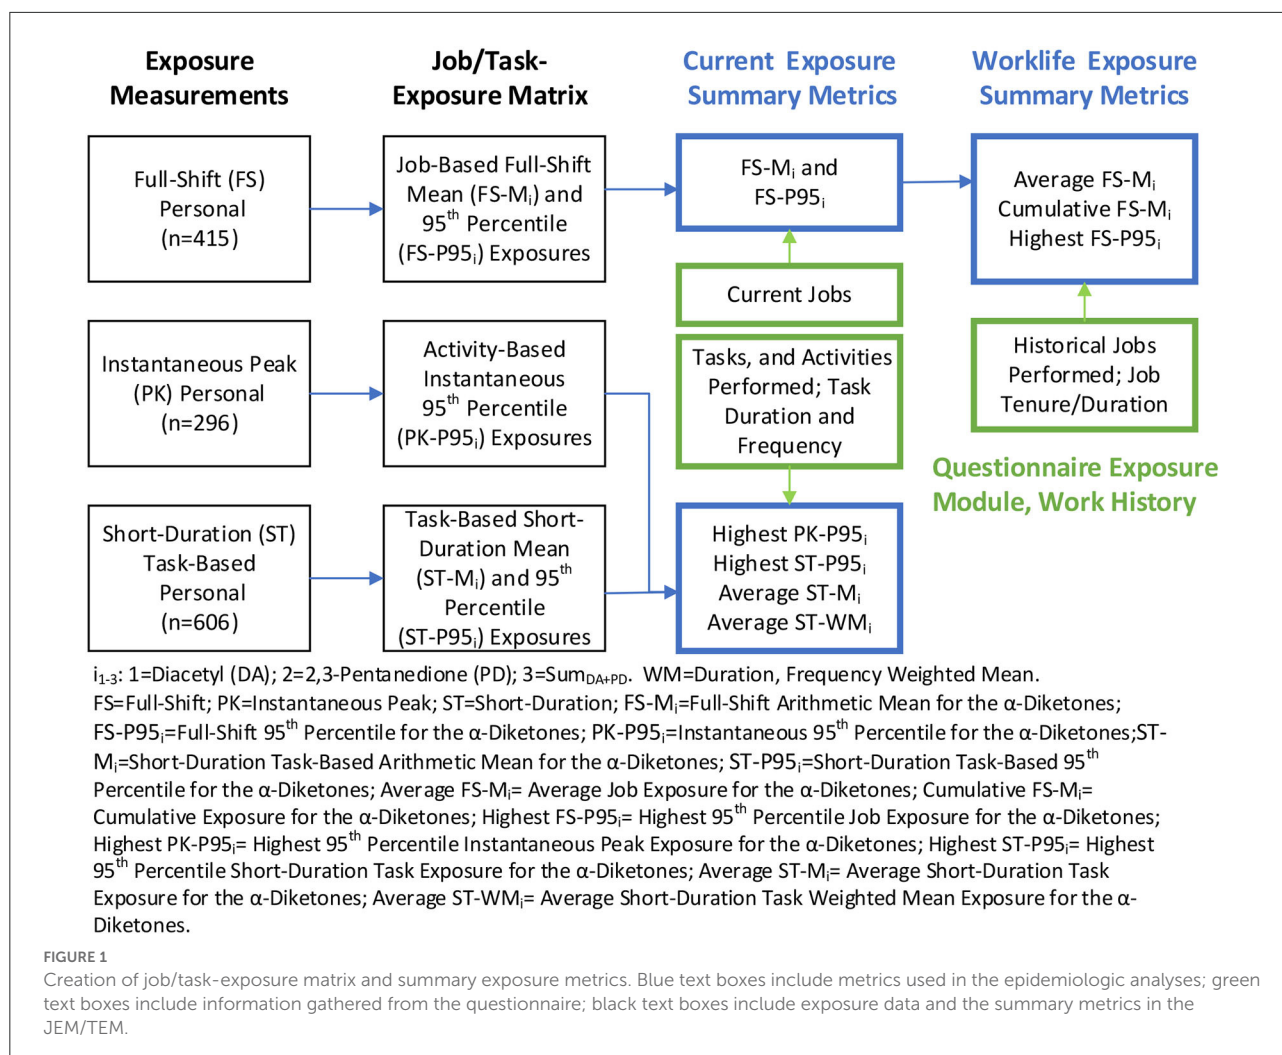 Exposure
Measurements
Job/Task-
Exposure Matrix
Current Exposure
Summary Metrics
Worklife Exposure
Summary Metrics
Full-Shift (FS)
Personal
(n=415)
Job-Based Full-Shift
Mean (FS-Mi) and
95th Percentile
(FS-P95i) Exposures
FS-Mi and
FS-P95i
Average FS-Mi
Cumulative FS-Mi
Highest FS-P95i
Current Jobs
Instantaneous Peak
(PK) Personal
(n=296)
Activity-Based
Instantaneous
95th Percentile
(PK-P95i) Exposures
Tasks, and Activities
Performed; Task
Duration and
Frequency
Historical Jobs
Performed; Job
Tenure/Duration
Questionnaire Exposure
Module, Work History
Short-Duration (ST)
Task-Based
Personal
(n=606)
Task-Based Short-
Duration Mean
(ST-Mi) and 95th
Percentile
(ST-P95i) Exposures
Highest PK-P95i
Highest ST-P95i
Average ST-Mi
Average ST-WMi
i1-3: 1=Diacetyl (DA); 2=2,3-Pentanedione (PD); 3=SumDA+PD. WM=Duration, Frequency Weighted Mean.
FS=Full-Shift; PK=Instantaneous Peak; ST=Short-Duration; FS-Mi=Full-Shift Arithmetic Mean for the α-Diketones;
FS-P95i=Full-Shift 95th Percentile for the α-Diketones; PK-P95i=Instantaneous 95th Percentile for the α-Diketones;ST-
Mi=Short-Duration Task-Based Arithmetic Mean for the α-Diketones; ST-P95i=Short-Duration Task-Based 95th
Percentile for the α-Diketones; Average FS-Mi= Average Job Exposure for the α-Diketones; Cumulative FS-Mi=
Cumulative Exposure for the α-Diketones; Highest FS-P95i= Highest 95th Percentile Job Exposure for the α-Diketones;
Highest PK-P95i= Highest 95th Percentile Instantaneous Peak Exposure for the α-Diketones; Highest ST-P95i= Highest
95th Percentile Short-Duration Task Exposure for the α-Diketones; Average ST-Mi= Average Short-Duration Task
Exposure for the α-Diketones; Average ST-WMi= Average Short-Duration Task Weighted Mean Exposure for the α-
Diketones.
FIGURE 1
Creation of job/task-exposure matrix and summary exposure metrics. Blue text boxes include metrics used in the epidemiologic analyses; green
text boxes include information gathered from the questionnaire; black text boxes include exposure data and the summary metrics in the
JEM/TEM.